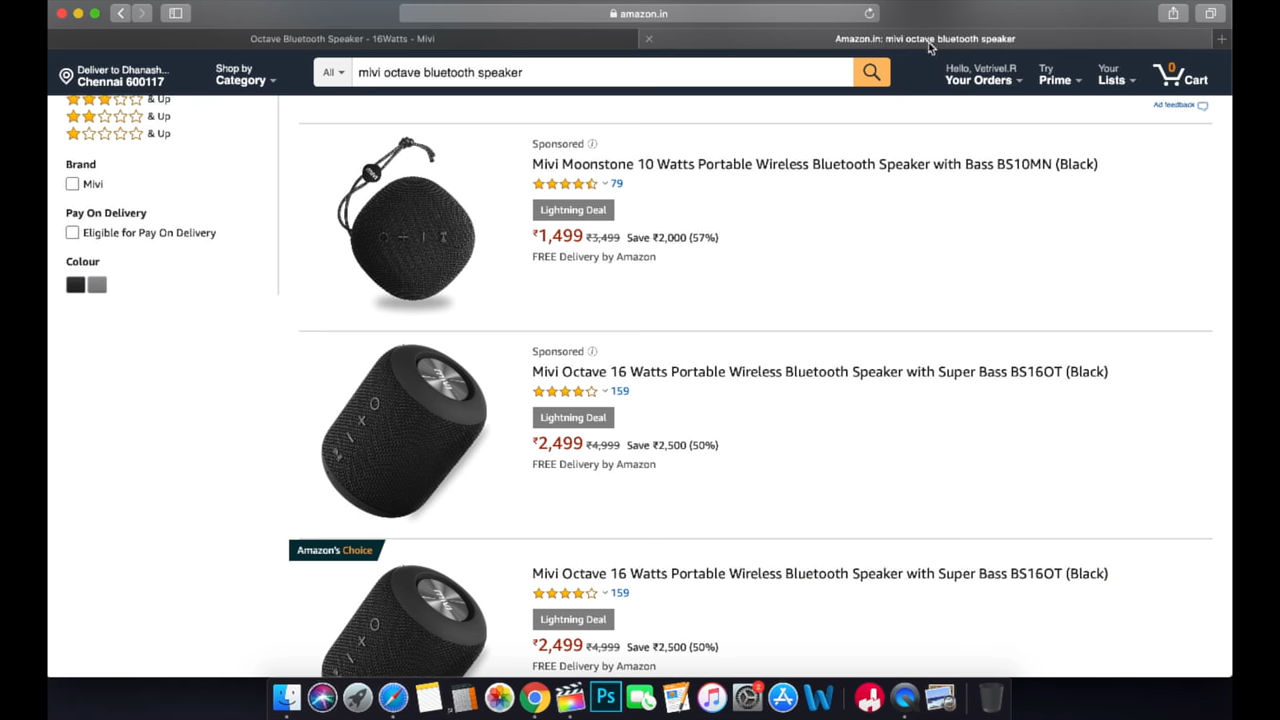 amazon.in
Octave Bluetooth Speaker - 16Watts - Mivi
Amazon.in: mivi octave bluetooth speaker
Deliver to Dhanash...
Chennai 600117
Shop by
Category
All
mivi octave bluetooth speaker
Hello, Vetrivel.R
Your Orders
Try
Prime
Your
Lists
0
Cart
& Up
& Up
& Up
Brand
Mivi
Pay On Delivery
Eligible for Pay On Delivery
Colour
Ad feedback
Sponsored
Mivi Moonstone 10 Watts Portable Wireless Bluetooth Speaker with Bass BS10MN (Black)
79
Lightning Deal
₹1,499 ₹3,499 Save ₹2,000 (57%)
FREE Delivery by Amazon
Sponsored
Mivi Octave 16 Watts Portable Wireless Bluetooth Speaker with Super Bass BS16OT (Black)
159
Lightning Deal
₹2,499 ₹4,999 Save ₹2,500 (50%)
FREE Delivery by Amazon
Amazon's Choice
Mivi Octave 16 Watts Portable Wireless Bluetooth Speaker with Super Bass BS16OT (Black)
159
Lightning Deal
₹2,499 ₹4,999 Save ₹2,500 (50%)
FREE Delivery by Amazon
mivi
mivi
mivi
Ps
W